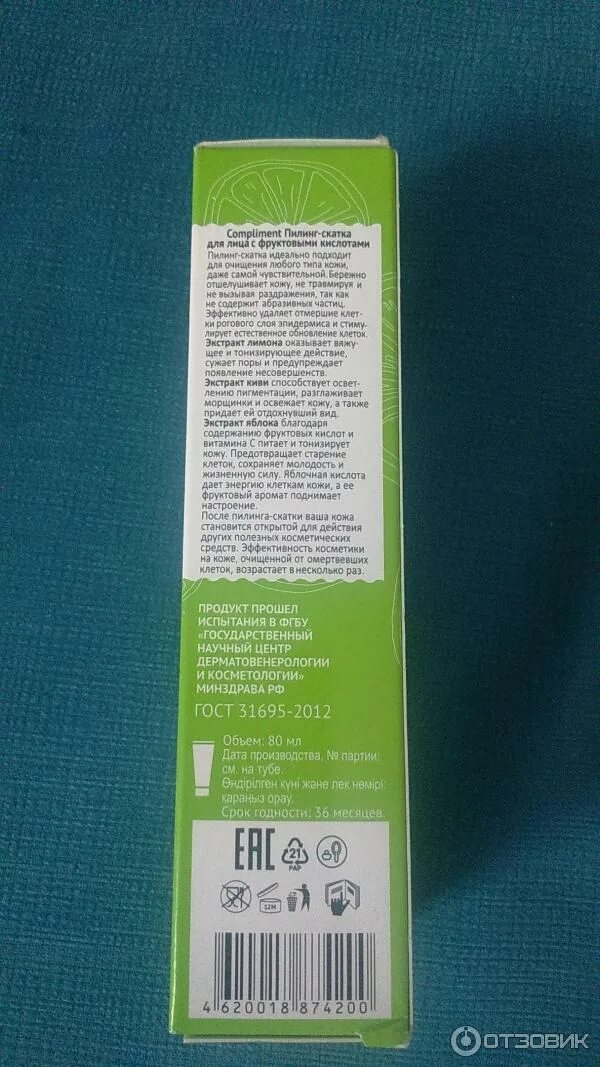 Compliment Пилинг-скатка
для лица с фруктовыми кислотами
Пилинг-скатка идеально подходит
для очищения любого типа кожи,
даже самой чувствительной. Бережно
отшелушивает кожу, не травмируя и
не вызывая раздражения, так как
не содержит абразивных частиц.
Эффективно удаляет отмершие клет-
ки рогового слоя эпидермиса и стиму-
лирует естественное обновление клеток.
Экстракт лимона оказывает вяжу-
щее и тонизирующее действие,
сужает поры и предупреждает
появление несовершенств.
Экстракт киви способствует освет-
лению пигментации, разглаживает
морщинки и освежает кожу, а также
придает ей отдохнувший вид.
Экстракт яблока благодаря
содержанию фруктовых кислот и
витамина С питает и тонизирует
кожу. Предотвращает старение
клеток, сохраняет молодость и
жизненную силу. Яблочная кислота
дает энергию клеткам кожи, а ее
фруктовый аромат поднимает
настроение.
После пилинга-скатки ваша кожа
становится открытой для действия
других полезных косметических
средств. Эффективность косметики
на коже, очищенной от омертвевших
клеток, возрастает в несколько раз.
ПРОДУКТ ПРОШЕЛ
ИСПЫТАНИЯ В ФГБУ
«ГОСУДАРСТВЕННЫЙ
НАУЧНЫЙ ЦЕНТР
ДЕРМАТОВЕНЕРОЛОГИИ
И КОСМЕТОЛОГИИ»
МИНЗДРАВА РФ
ГОСТ 31695-2012
Объем: 80 мл
Дата производства, № партии:
см. на тубе.
Өндірілген күні және лек нөмірі:
қараңыз орау.
Срок годности: 36 месяцев.
EAC
21
PAP
12M
4 620018 874200
ОТЗОВИК